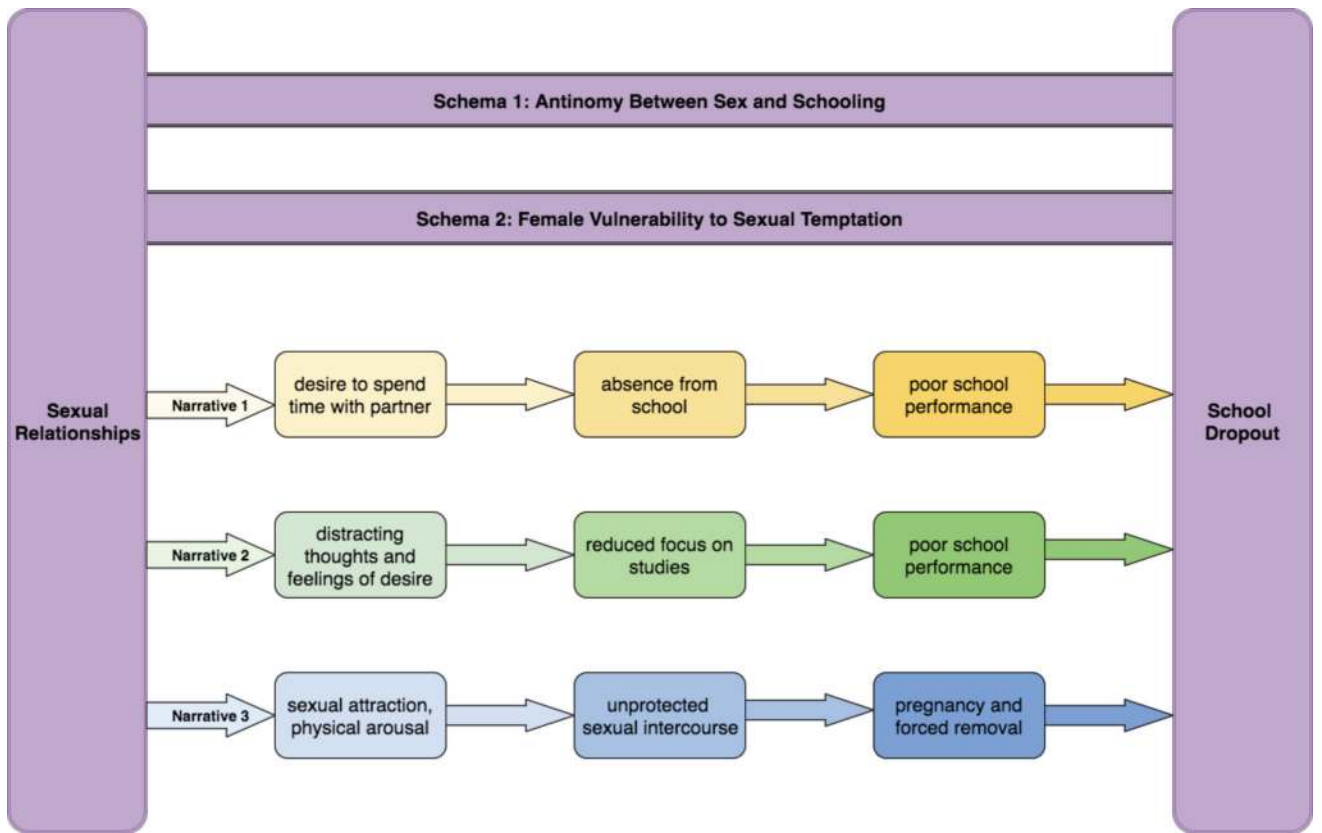 Schema 1: Antinomy Between Sex and Schooling
Schema 2: Female Vulnerability to Sexual Temptation
Sexual
Relationships
Narrative 1
desire to spend
time with partner
absence from
school
poor school
performance
School
Dropout
Narrative 2
distracting
thoughts and
feelings of desire
reduced focus on
studies
poor school
performance
Narrative 3
sexual attraction,
physical arousal
unprotected
sexual intercourse
pregnancy and
forced removal